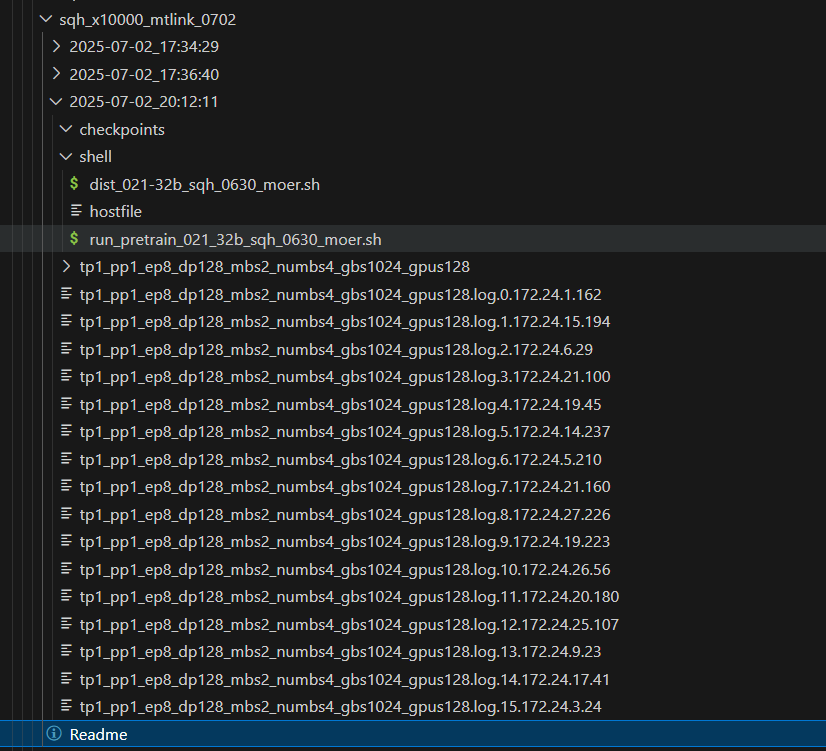 sqh_x10000_mtlink_0702
2025-07-02_17:34:29
2025-07-02_17:36:40
2025-07-02_20:12:11
checkpoints
shell
$ dist_021-32b_sqh_0630_moer.sh
hostfile
$ run_pretrain_021_32b_sqh_0630_moer.sh
tp1_pp1_ep8_dp128_mbs2_numbs4_gbs1024_gpus128
tp1_pp1_ep8_dp128_mbs2_numbs4_gbs1024_gpus128.log.0.172.24.1.162
tp1_pp1_ep8_dp128_mbs2_numbs4_gbs1024_gpus128.log.1.172.24.15.194
tp1_pp1_ep8_dp128_mbs2_numbs4_gbs1024_gpus128.log.2.172.24.6.29
tp1_pp1_ep8_dp128_mbs2_numbs4_gbs1024_gpus128.log.3.172.24.21.100
tp1_pp1_ep8_dp128_mbs2_numbs4_gbs1024_gpus128.log.4.172.24.19.45
tp1_pp1_ep8_dp128_mbs2_numbs4_gbs1024_gpus128.log.5.172.24.14.237
tp1_pp1_ep8_dp128_mbs2_numbs4_gbs1024_gpus128.log.6.172.24.5.210
tp1_pp1_ep8_dp128_mbs2_numbs4_gbs1024_gpus128.log.7.172.24.21.160
tp1_pp1_ep8_dp128_mbs2_numbs4_gbs1024_gpus128.log.8.172.24.27.226
tp1_pp1_ep8_dp128_mbs2_numbs4_gbs1024_gpus128.log.9.172.24.19.223
tp1_pp1_ep8_dp128_mbs2_numbs4_gbs1024_gpus128.log.10.172.24.26.56
tp1_pp1_ep8_dp128_mbs2_numbs4_gbs1024_gpus128.log.11.172.24.20.180
tp1_pp1_ep8_dp128_mbs2_numbs4_gbs1024_gpus128.log.12.172.24.25.107
tp1_pp1_ep8_dp128_mbs2_numbs4_gbs1024_gpus128.log.13.172.24.9.23
tp1_pp1_ep8_dp128_mbs2_numbs4_gbs1024_gpus128.log.14.172.24.17.41
tp1_pp1_ep8_dp128_mbs2_numbs4_gbs1024_gpus128.log.15.172.24.3.24
Readme